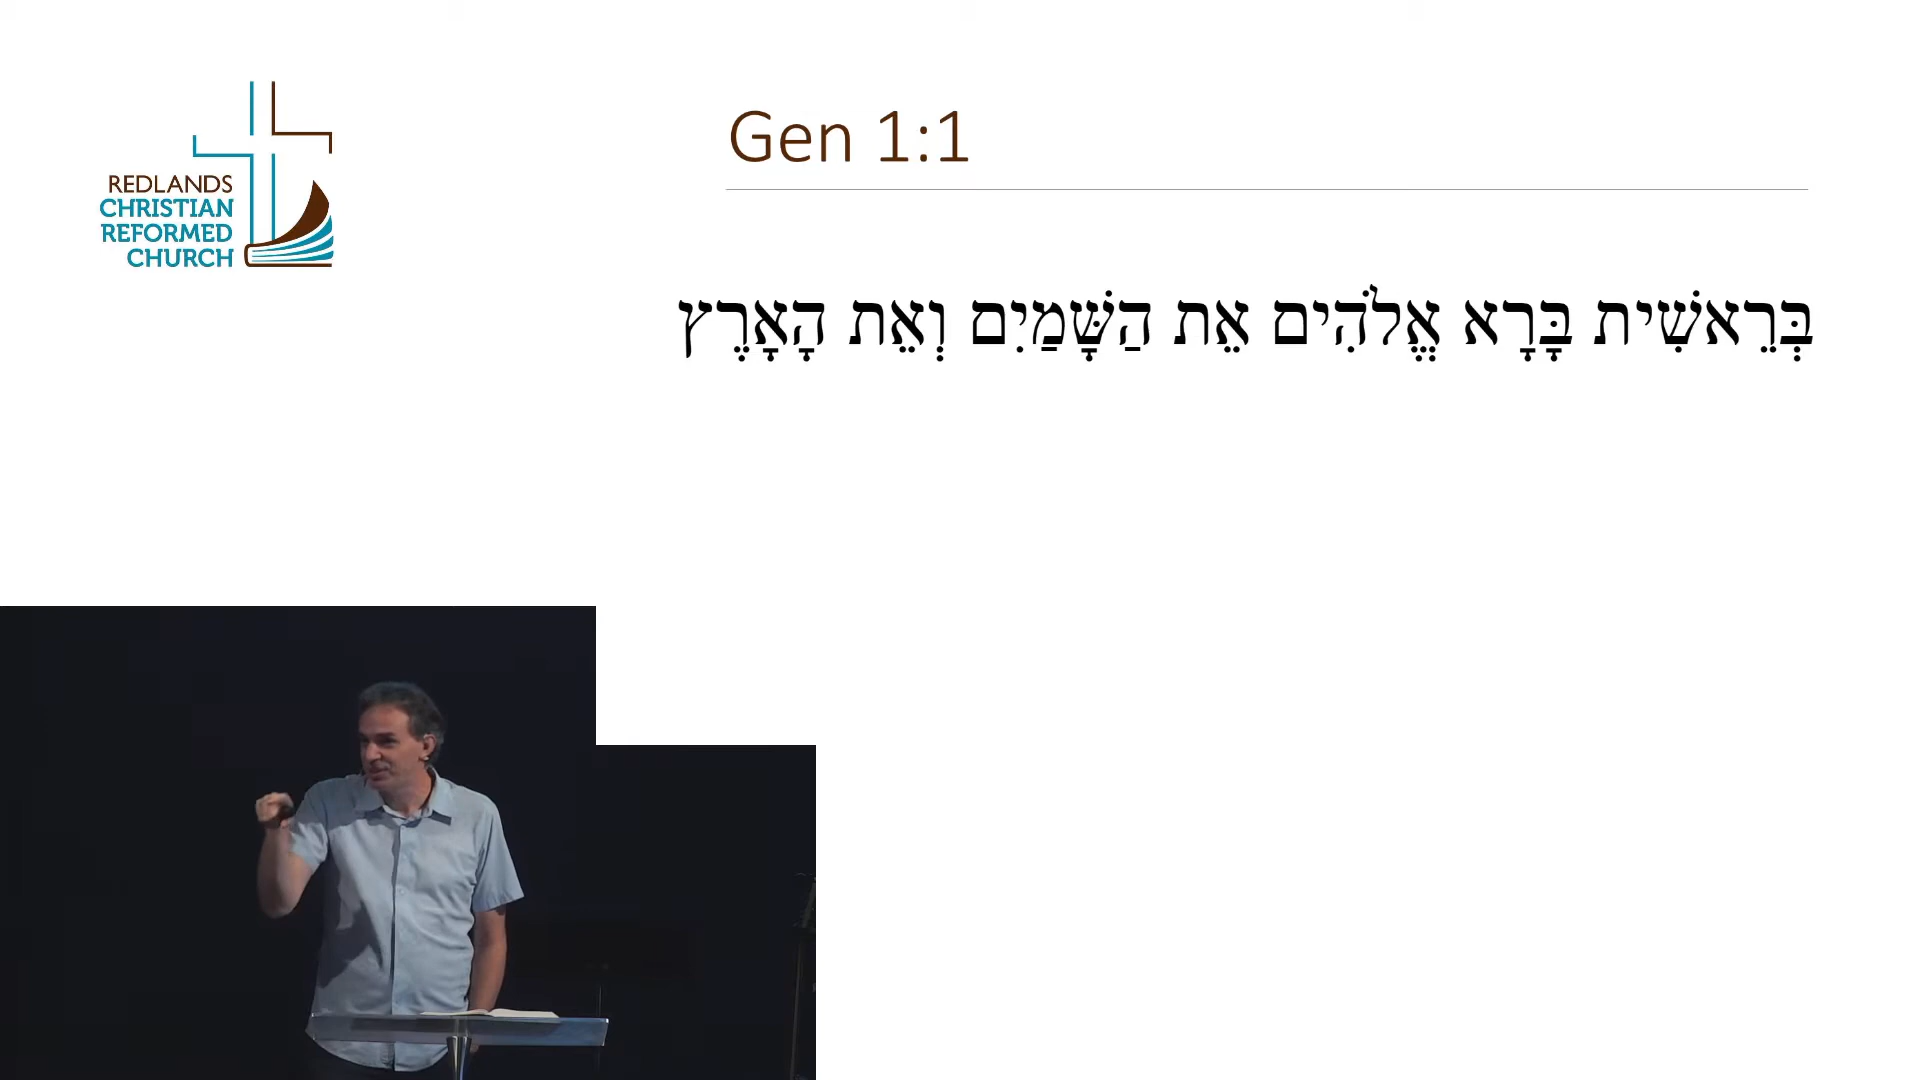 REDLANDS
CHRISTIAN
REFORMED
CHURCH
Gen 1:1
בְּרֵאשִׁית בָּרָא אֱלֹהִים אֵת הַשָּׁמַיִם וְאֵת הָאָרֶץ